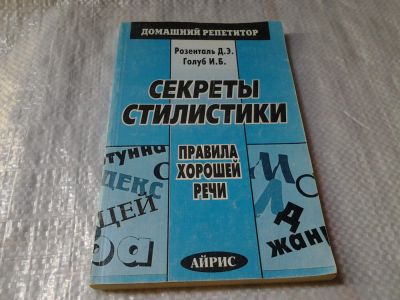 ДОМАШНИЙ РЕПЕТИТОР
Розенталь Д.Э.
Голуб И.Б.
СЕКРЕТЫ
СТИЛИСТИКИ
ПРАВИЛА
ХОРОШЕЙ
РЕЧИ
АЙРИС